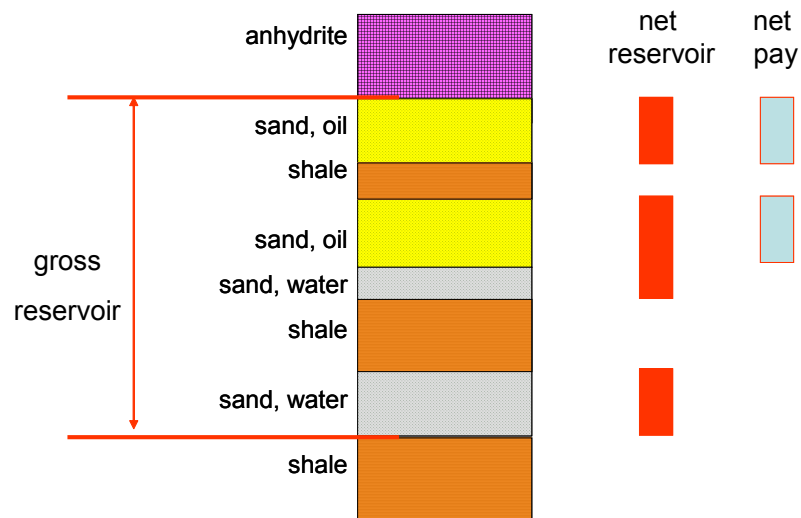 anhydrite
net
reservoir
net
pay
sand, oil
shale
sand, oil
gross
reservoir
sand, water
shale
sand, water
shale